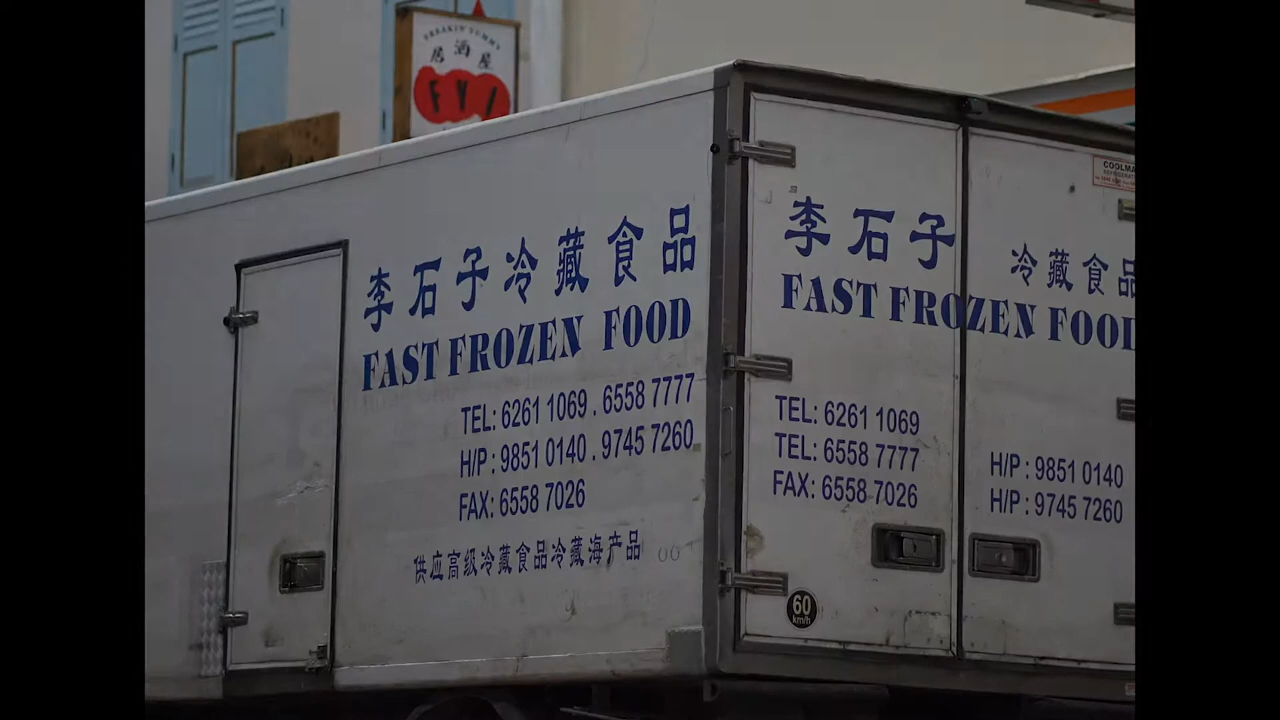 FREAKIN' YUMMY
居酒屋
FYI
李石子冷藏食品
FAST FROZEN FOOD
TEL: 6261 1069 . 6558 7777
H/P : 9851 0140 . 9745 7260
FAX: 6558 7026
供应高级冷藏食品冷藏海产品
李石子 冷藏食品
FAST FROZEN FOOD
TEL: 6261 1069
TEL: 6558 7777
FAX: 6558 7026
H/P : 9851 0140
H/P : 9745 7260
60
km/h
COOLMA